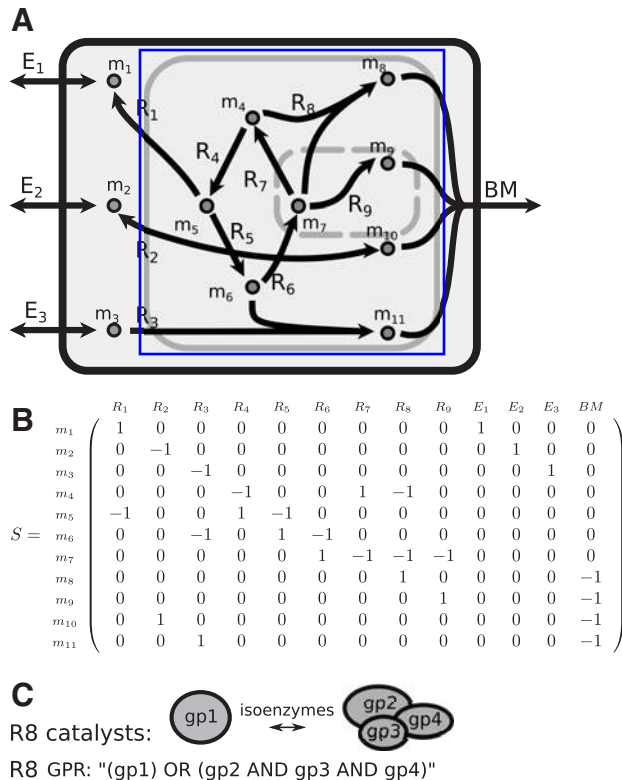 A
E1 m1 m8
R1 m4 R8
R4 m9
E2 m2 R7 BM
m5 R5 m7 R9
R2 m10
m6 R6
E3 m3 R3 m11
B
R1 R2 R3 R4 R5 R6 R7 R8 R9 E1 E2 E3 BM
m1 1 0 0 0 0 0 0 0 0 1 0 0 0
m2 0 −1 0 0 0 0 0 0 0 0 1 0 0
m3 0 0 −1 0 0 0 0 0 0 0 0 1 0
m4 0 0 0 −1 0 0 1 −1 0 0 0 0 0
m5 −1 0 0 1 −1 0 0 0 0 0 0 0 0
S = m6 0 0 −1 0 1 −1 0 0 0 0 0 0 0
m7 0 0 0 0 0 1 −1 −1 −1 0 0 0 0
m8 0 0 0 0 0 0 0 1 0 0 0 0 −1
m9 0 0 0 0 0 0 0 0 1 0 0 0 −1
m10 0 1 0 0 0 0 0 0 0 0 0 0 −1
m11 0 0 1 0 0 0 0 0 0 0 0 0 −1
C
R8 catalysts: gp1 isoenzymes gp2 gp3 gp4
R8 GPR: "(gp1) OR (gp2 AND gp3 AND gp4)"